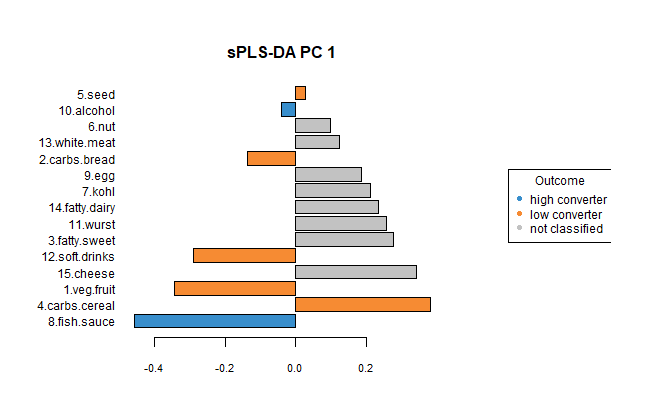 sPLS-DA PC 1
5.seed
10.alcohol
6.nut
13.white.meat
2.carbs.bread
9.egg
7.kohl
14.fatty.dairy
11.wurst
3.fatty.sweet
12.soft.drinks
15.cheese
1.veg.fruit
4.carbs.cereal
8.fish.sauce
-0.4 -0.2 0.0 0.2
Outcome
high converter
low converter
not classified